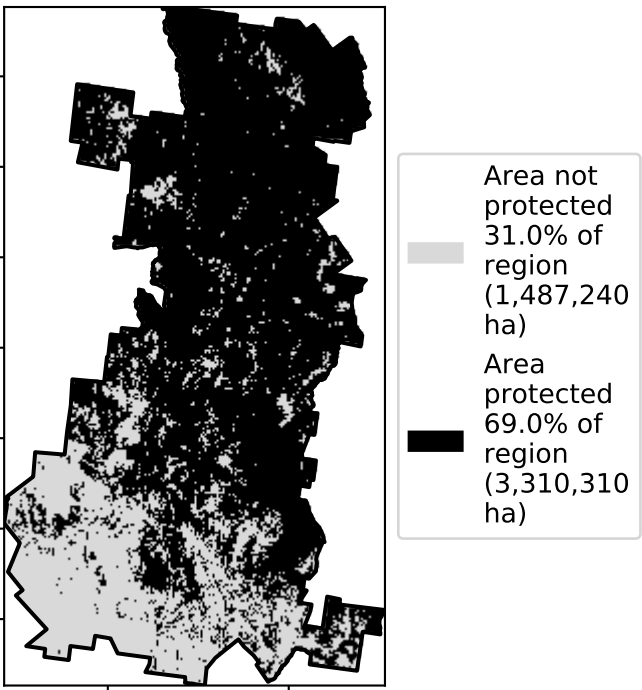 Area not
protected
31.0% of
region
(1,487,240
ha)
Area
protected
69.0% of
region
(3,310,310
ha)